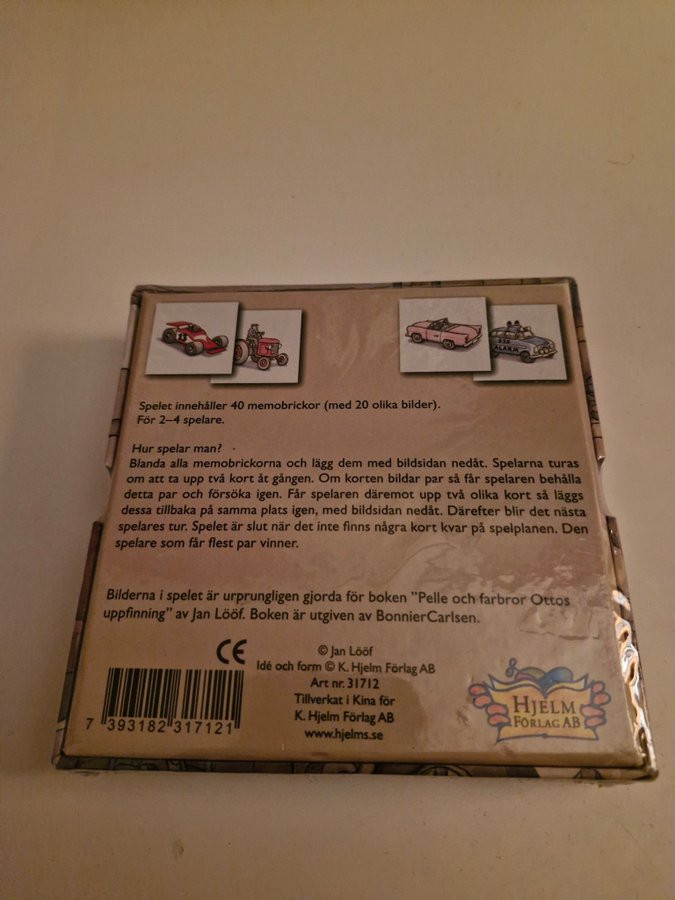 13
ALARM
Spelet innehåller 40 memobrickor (med 20 olika bilder).
För 2–4 spelare.
Hur spelar man?
Blanda alla memobrickorna och lägg dem med bildsidan nedåt. Spelarna turas
om att ta upp två kort åt gången. Om korten bildar par så får spelaren behålla
detta par och försöka igen. Får spelaren däremot upp två olika kort så läggs
dessa tillbaka på samma plats igen, med bildsidan nedåt. Därefter blir det nästa
spelares tur. Spelet är slut när det inte finns några kort kvar på spelplanen. Den
spelare som får flest par vinner.
Bilderna i spelet är urprungligen gjorda för boken "Pelle och farbror Ottos
uppfinning" av Jan Lööf. Boken är utgiven av BonnierCarlsen.
CE
© Jan Lööf
Idé och form © K. Hjelm Förlag AB
Art nr. 31712
Tillverkat i Kina för
K. Hjelm Förlag AB
www.hjelms.se
7 393182 317121
HJELM
FÖRLAG AB